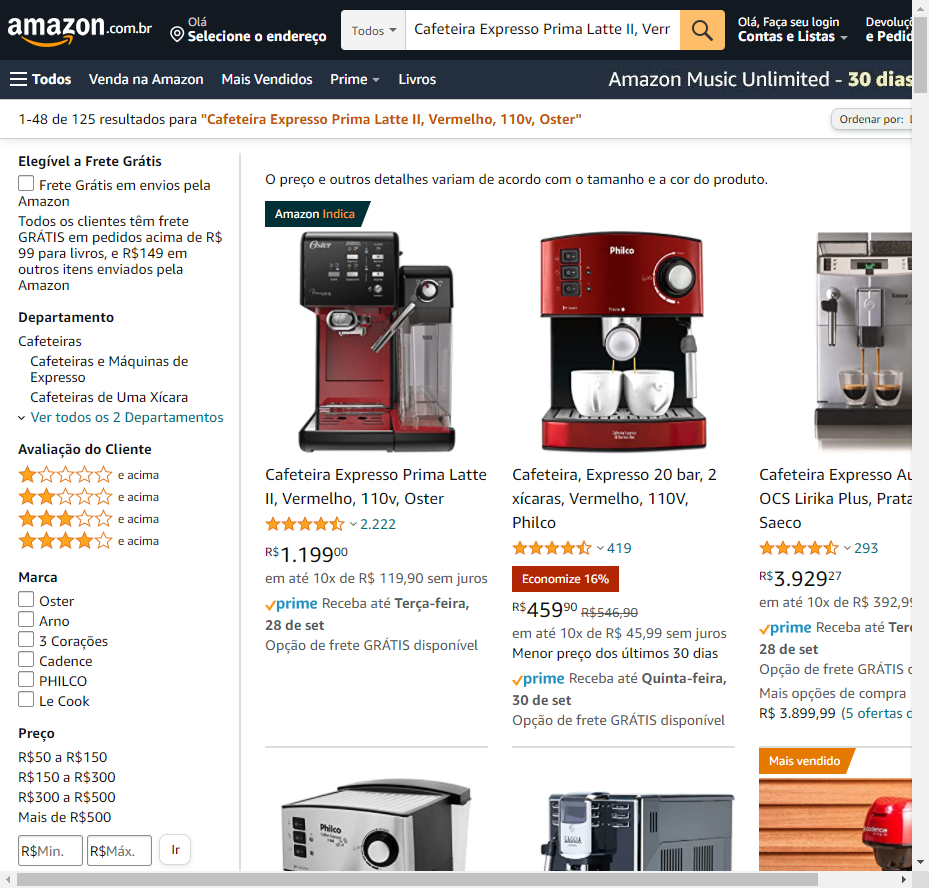 amazon.com.br
Olá
Selecione o endereço
Todos
Cafeteira Expresso Prima Latte II, Verr
Olá, Faça seu login
Contas e Listas
Devoluç
e Pedid
Todos
Venda na Amazon
Mais Vendidos
Prime
Livros
Amazon Music Unlimited - 30 dias
1-48 de 125 resultados para "Cafeteira Expresso Prima Latte II, Vermelho, 110v, Oster"
Ordenar por:
Elegível a Frete Grátis
Frete Grátis em envios pela
Amazon
Todos os clientes têm frete
GRÁTIS em pedidos acima de R$
99 para livros, e R$149 em
outros itens enviados pela
Amazon
Departamento
Cafeteiras
Cafeteiras e Máquinas de
Expresso
Cafeteiras de Uma Xícara
Ver todos os 2 Departamentos
Avaliação do Cliente
e acima
e acima
e acima
e acima
Marca
Oster
Arno
3 Corações
Cadence
PHILCO
Le Cook
Preço
R$50 a R$150
R$150 a R$300
R$300 a R$500
Mais de R$500
R$Min.
R$Máx.
Ir
O preço e outros detalhes variam de acordo com o tamanho e a cor do produto.
Amazon Indica
Oster
Cafeteira Expresso Prima Latte
II, Vermelho, 110v, Oster
2.222
R$1.19900
em até 10x de R$ 119,90 sem juros
prime Receba até Terça-feira,
28 de set
Opção de frete GRÁTIS disponível
Philco
Cafeteira, Expresso 20 bar, 2
xícaras, Vermelho, 110V,
Philco
419
Economize 16%
R$45990 R$546,90
em até 10x de R$ 45,99 sem juros
Menor preço dos últimos 30 dias
prime Receba até Quinta-feira,
30 de set
Opção de frete GRÁTIS disponível
Cafeteira Expresso Au
OCS Lirika Plus, Prata
Saeco
293
R$3.92927
em até 10x de R$ 392,9
prime Receba até Terç
28 de set
Opção de frete GRÁTIS d
Mais opções de compra
R$ 3.899,99 (5 ofertas d
Philco
GAGGIA
Mais vendido
cadence